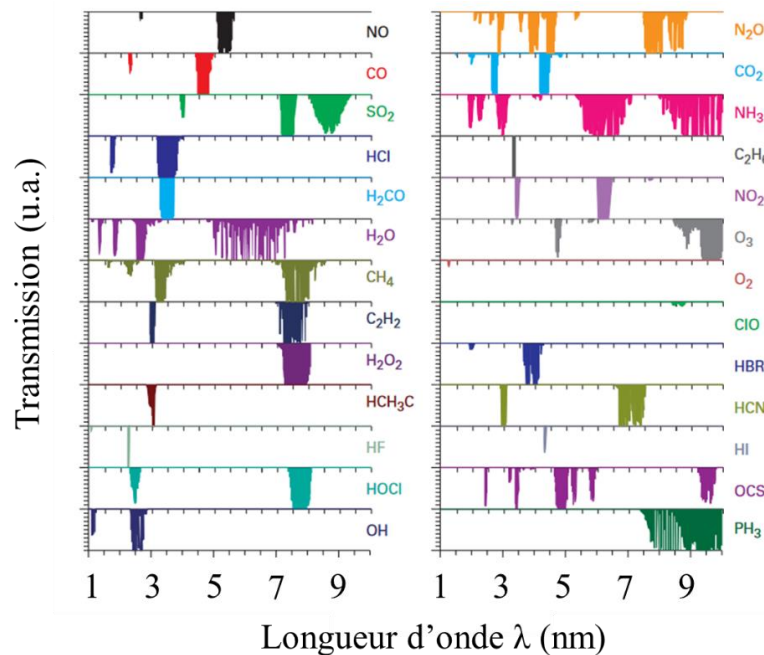 Transmission (u.a.)
NO
CO
SO₂
HCl
H₂CO
H₂O
CH₄
C₂H₂
H₂O₂
HCH₃C
HF
HOCl
OH
1 3 5 7 9
N₂O
CO₂
NH₃
C₂H₆
NO₂
O₃
O₂
ClO
HBR
HCN
HI
OCS
PH₃
1 3 5 7 9
Longueur d’onde λ (nm)